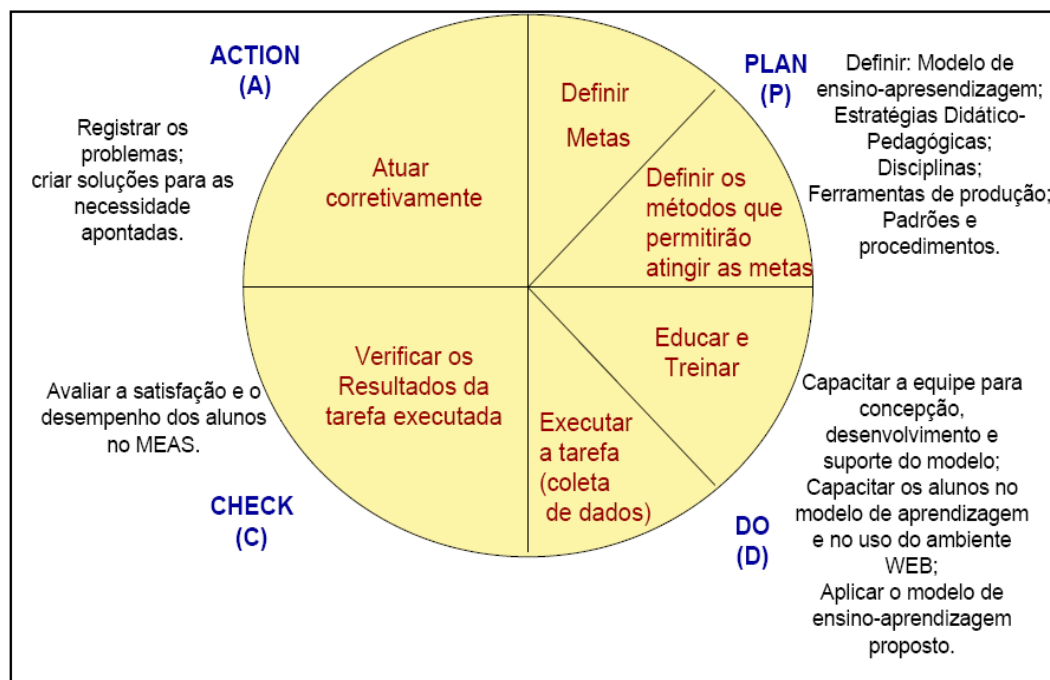 ACTION
(A)
Registrar os
problemas;
criar soluções para as
necessidade
apontadas.
Atuar
corretivamente
Definir
Metas
Definir os
métodos que
permitirão
atingir as metas
PLAN
(P)
Definir: Modelo de
ensino-apresendizagem;
Estratégias Didático-
Pedagógicas;
Disciplinas;
Ferramentas de produção;
Padrões e
procedimentos.
Avaliar a satisfação e o
desempenho dos alunos
no MEAS.
CHECK
(C)
Verificar os
Resultados da
tarefa executada
Executar
a tarefa
(coleta
de dados)
Educar e
Treinar
DO
(D)
Capacitar a equipe para
concepção,
desenvolvimento e
suporte do modelo;
Capacitar os alunos no
modelo de aprendizagem
e no uso do ambiente
WEB;
Aplicar o modelo de
ensino-aprendizagem
proposto.